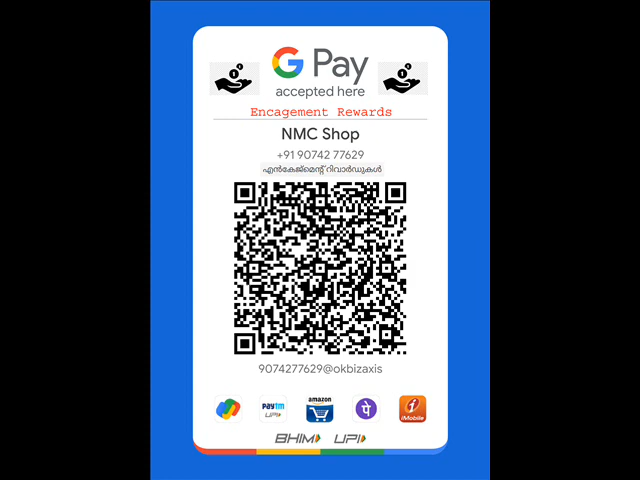 G Pay
accepted here
Encagement Rewards
NMC Shop
+91 90742 77629
എൻകേജ്മെന്റ് റിവാർഡുകൾ
9074277629@okbizaxis
paytm
UPI
amazon
Pay
पे
iMobile
BHIM UPI